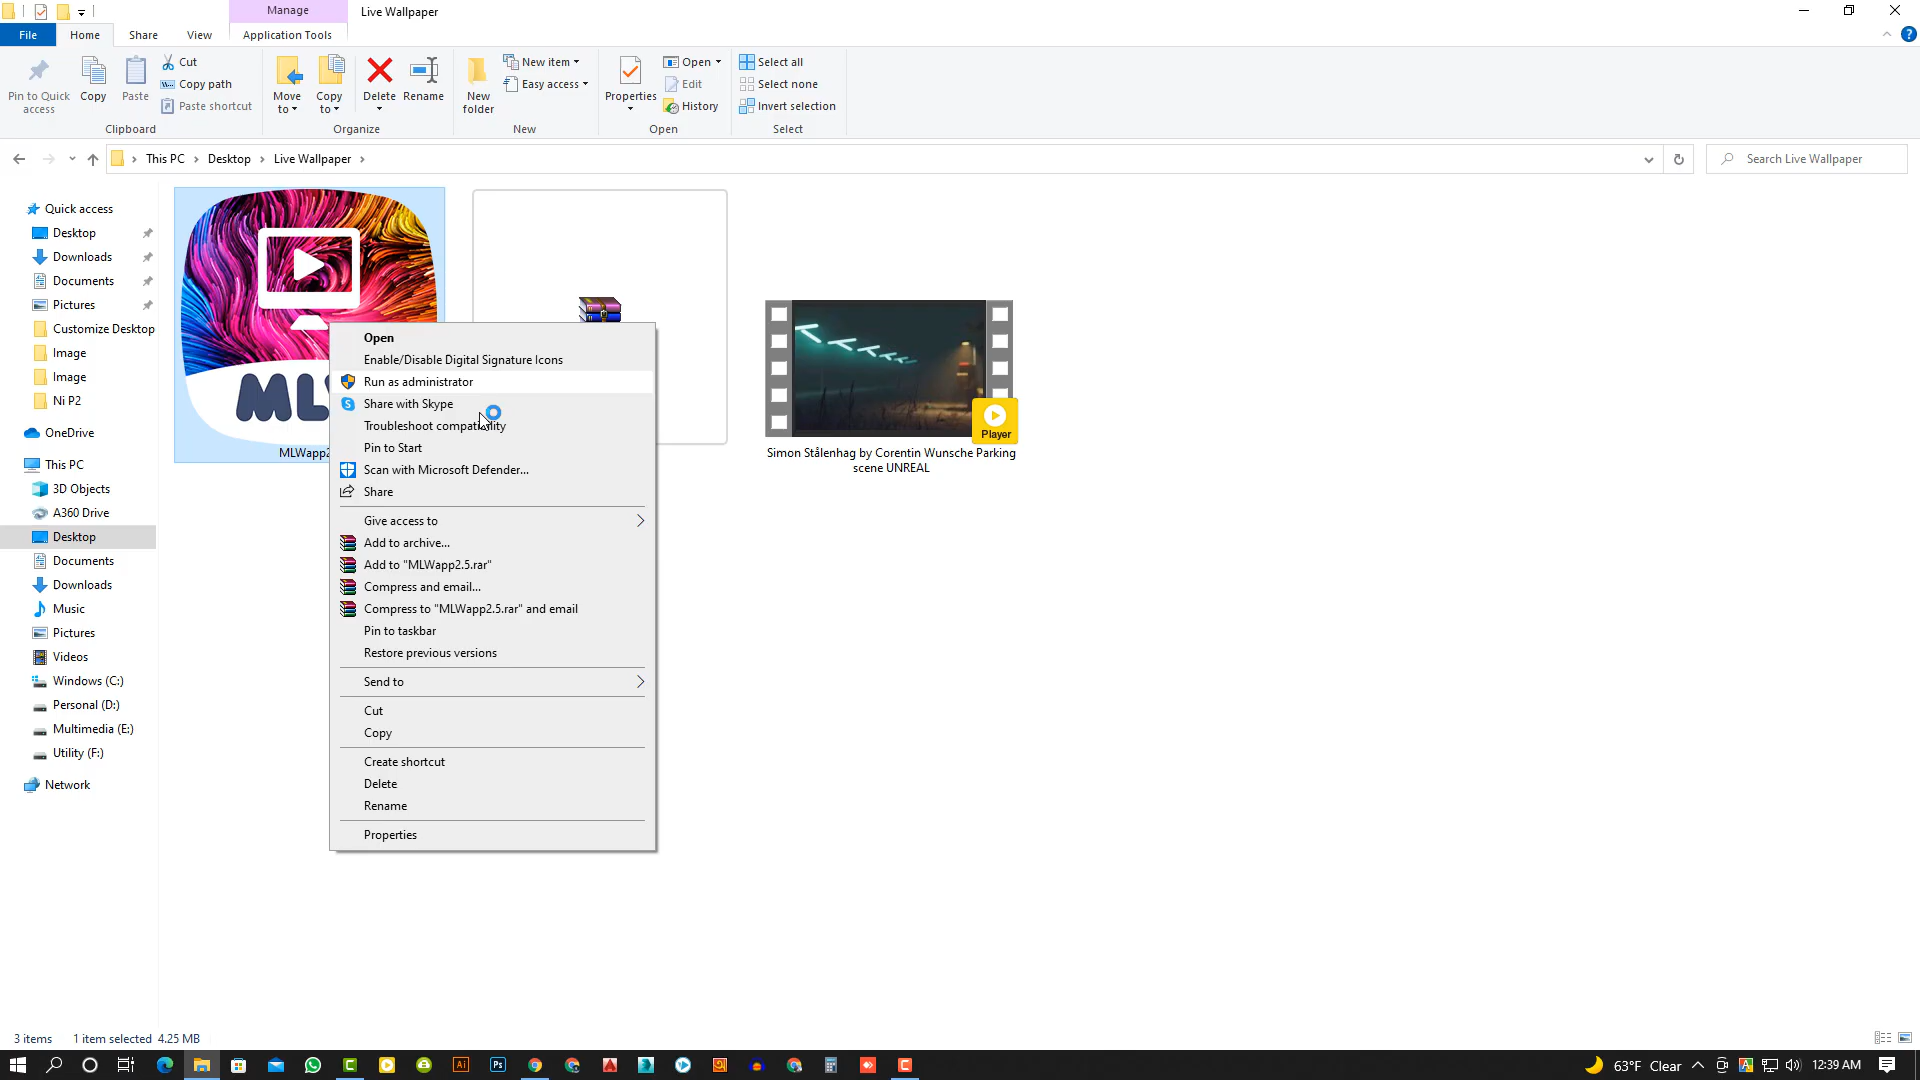 Manage
Live Wallpaper
File
Home
Share
View
Application Tools
Pin to Quick access
Copy
Paste
Cut
Copy path
Paste shortcut
Clipboard
Move to
Copy to
Delete
Rename
Organize
New folder
New item
Easy access
New
Properties
Open
Edit
History
Open
Select all
Select none
Invert selection
Select
This PC
Desktop
Live Wallpaper
Search Live Wallpaper
Quick access
Desktop
Downloads
Documents
Pictures
Customize Desktop
Image
Image
Ni P2
OneDrive
This PC
3D Objects
A360 Drive
Desktop
Documents
Downloads
Music
Pictures
Videos
Windows (C:)
Personal (D:)
Multimedia (E:)
Utility (F:)
Network
Player
Simon Stålenhag by Corentin Wunsche Parking
scene UNREAL
Open
Enable/Disable Digital Signature Icons
Run as administrator
Share with Skype
Troubleshoot compatibility
Pin to Start
Scan with Microsoft Defender...
Share
Give access to
Add to archive...
Add to "MLWapp2.5.rar"
Compress and email...
Compress to "MLWapp2.5.rar" and email
Pin to taskbar
Restore previous versions
Send to
Cut
Copy
Create shortcut
Delete
Rename
Properties
3 items
1 item selected 4.25 MB
Ai
Ps
63°F Clear
12:39 AM